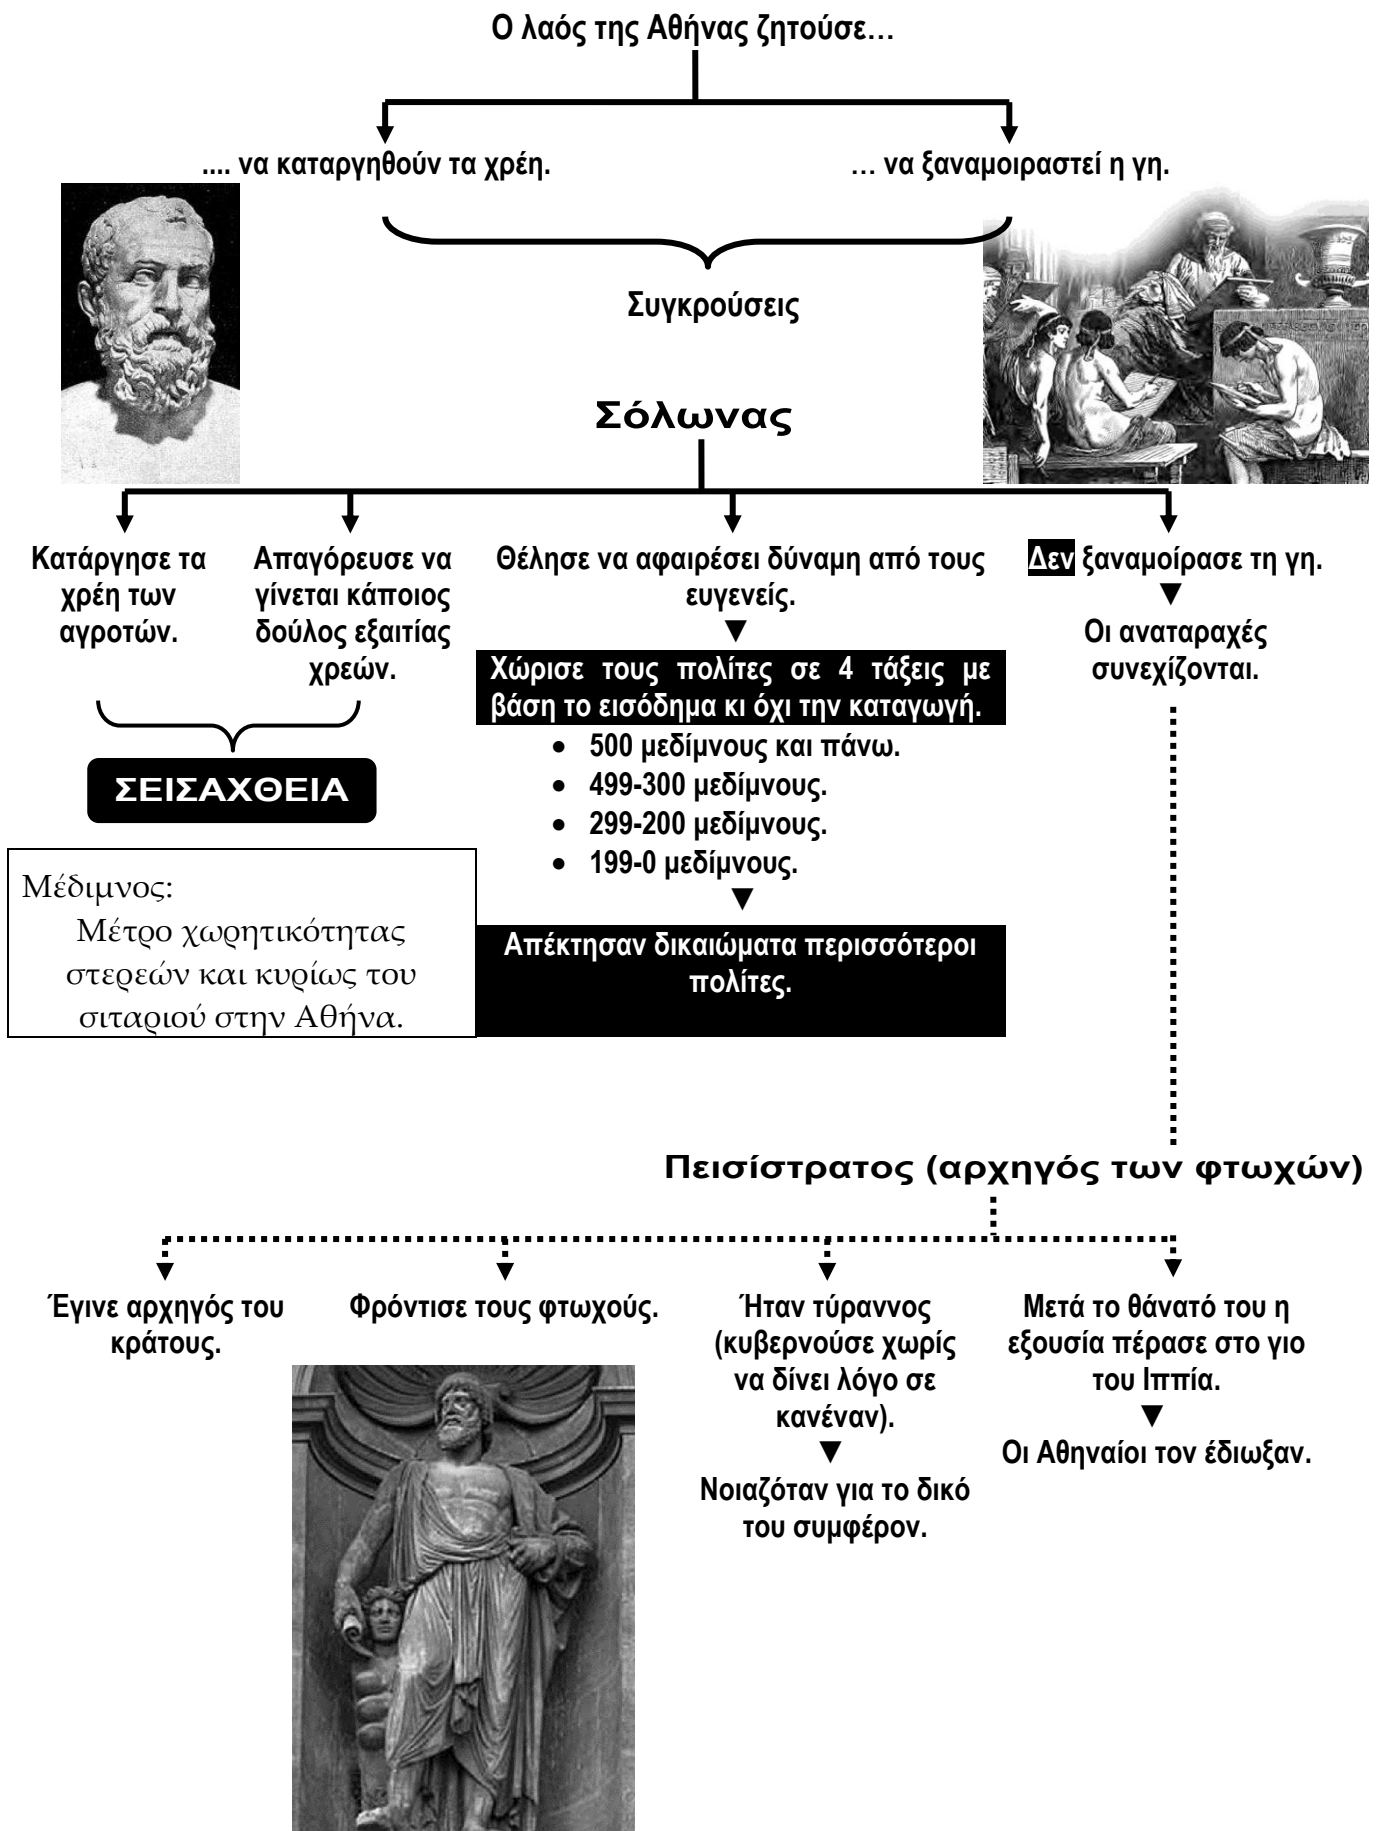 Ο λαός της Αθήνας ζητούσε…
.... να καταργηθούν τα χρέη.
… να ξαναμοιραστεί η γη.
Συγκρούσεις
Σόλωνας
Κατάργησε τα
χρέη των
αγροτών.
Απαγόρευσε να
γίνεται κάποιος
δούλος εξαιτίας
χρεών.
ΣΕΙΣΑΧΘΕΙΑ
Μέδιμνος:
Μέτρο χωρητικότητας
στερεών και κυρίως του
σιταριού στην Αθήνα.
Θέλησε να αφαιρέσει δύναμη από τους
ευγενείς.
Χώρισε τους πολίτες σε 4 τάξεις με
βάση το εισόδημα κι όχι την καταγωγή.
• 500 μεδίμνους και πάνω.
• 499-300 μεδίμνους.
• 299-200 μεδίμνους.
• 199-0 μεδίμνους.
Απέκτησαν δικαιώματα περισσότεροι
πολίτες.
Δεν ξαναμοίρασε τη γη.
Οι αναταραχές
συνεχίζονται.
Πεισίστρατος (αρχηγός των φτωχών)
Έγινε αρχηγός του
κράτους.
Φρόντισε τους φτωχούς.
Ήταν τύραννος
(κυβερνούσε χωρίς
να δίνει λόγο σε
κανέναν).
Νοιαζόταν για το δικό
του συμφέρον.
Μετά το θάνατό του η
εξουσία πέρασε στο γιο
του Ιππία.
Οι Αθηναίοι τον έδιωξαν.